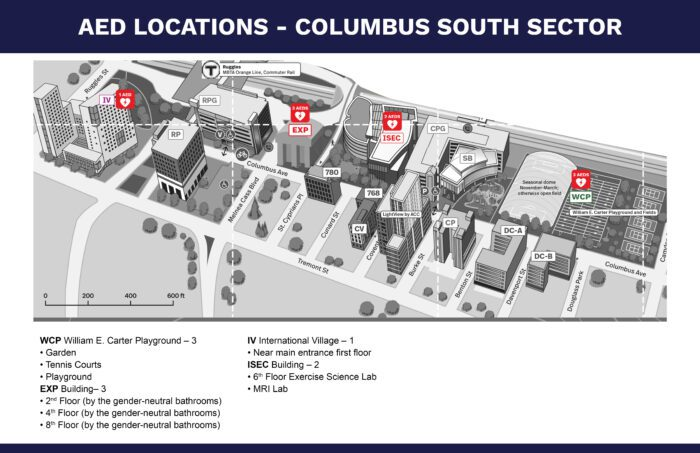 AED LOCATIONS - COLUMBUS SOUTH SECTOR
Ruggles St
T
Ruggles
MBTA Orange Line, Commuter Rail
1 AED
IV
RPG
RP
3 AEDS
EXP
2 AEDS
ISEC
CPG
SB
Columbus Ave
Melnea Cass Blvd
780
768
St. Cyprians Pl
Conard St
LightView by ACC
P
CV
CP
Burke St
Benton St
Tremont St
Seasonal dome
November-March;
otherwise open field
3 AEDS
WCP
William E. Carter Playground and Fields
DC-A
DC-B
Davenport St
Douglass Park
Columbus Ave
0 200 400 600 ft
WCP William E. Carter Playground – 3
• Garden
• Tennis Courts
• Playground
EXP Building– 3
• 2nd Floor (by the gender-neutral bathrooms)
• 4th Floor (by the gender-neutral bathrooms)
• 8th Floor (by the gender-neutral bathrooms)
IV International Village – 1
• Near main entrance first floor
ISEC Building – 2
• 6th Floor Exercise Science Lab
• MRI Lab